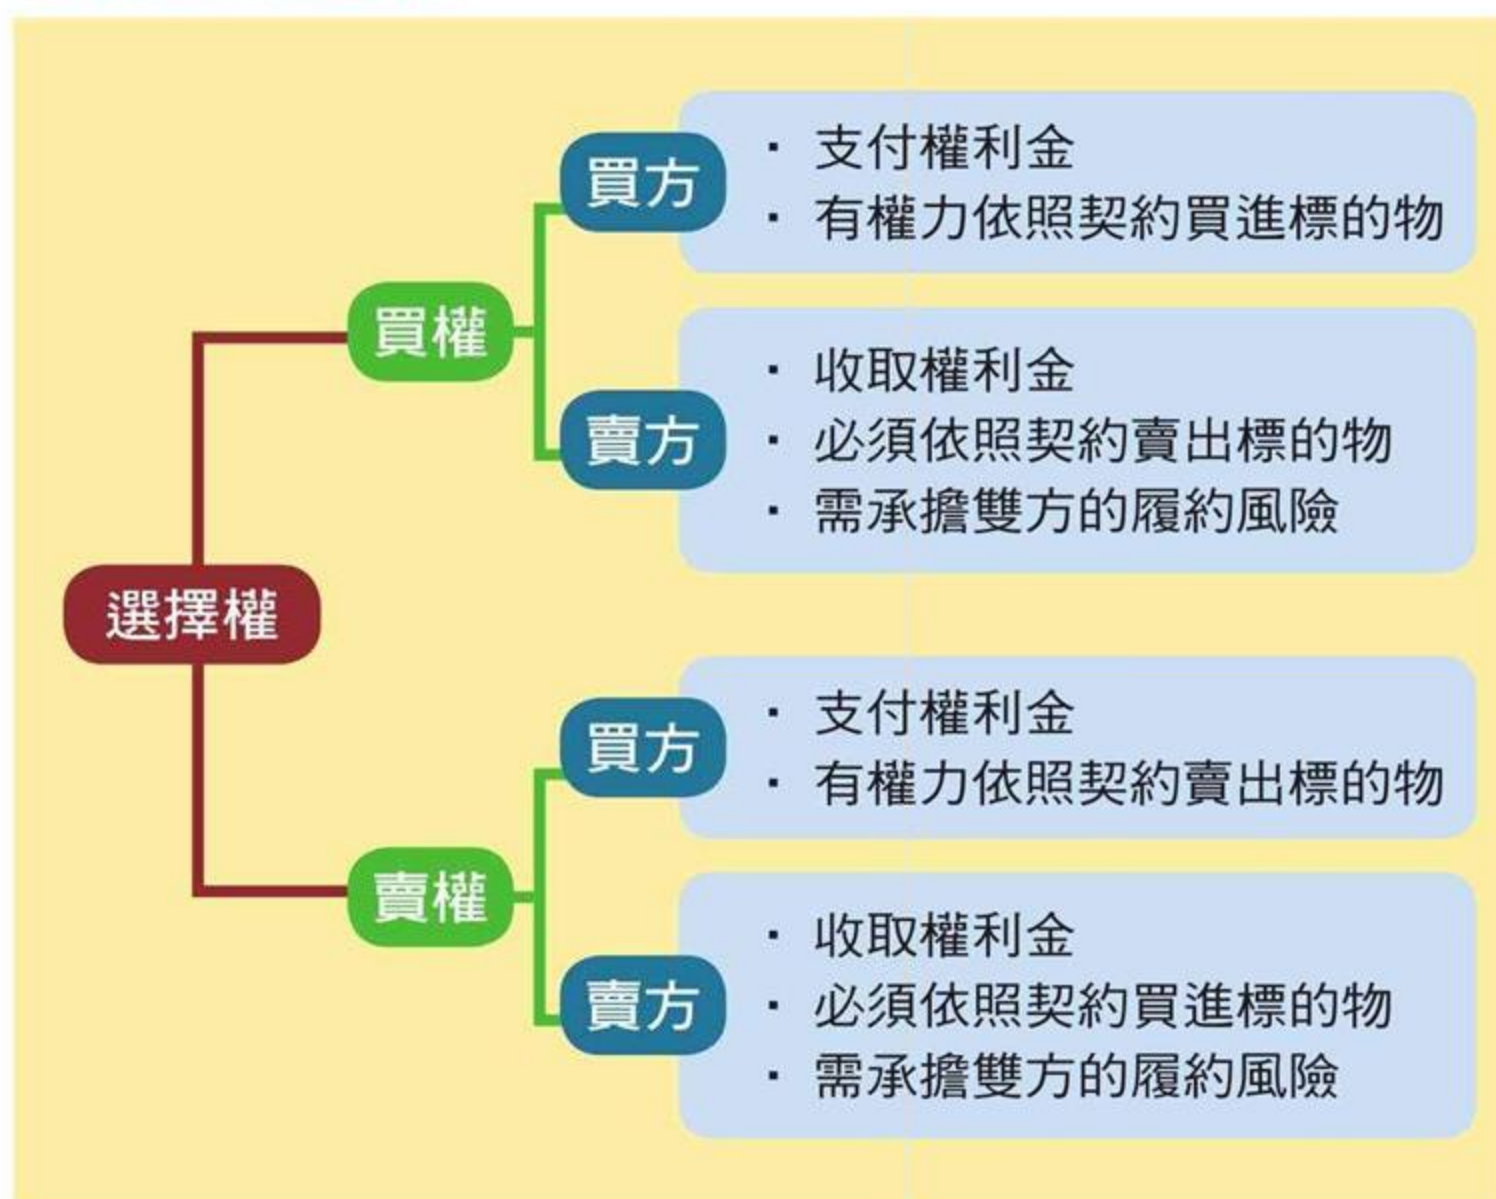 選擇權
買權
買方
・ 支付權利金
・ 有權力依照契約買進標的物
賣方
・ 收取權利金
・ 必須依照契約賣出標的物
・ 需承擔雙方的履約風險
賣權
買方
・ 支付權利金
・ 有權力依照契約賣出標的物
賣方
・ 收取權利金
・ 必須依照契約買進標的物
・ 需承擔雙方的履約風險